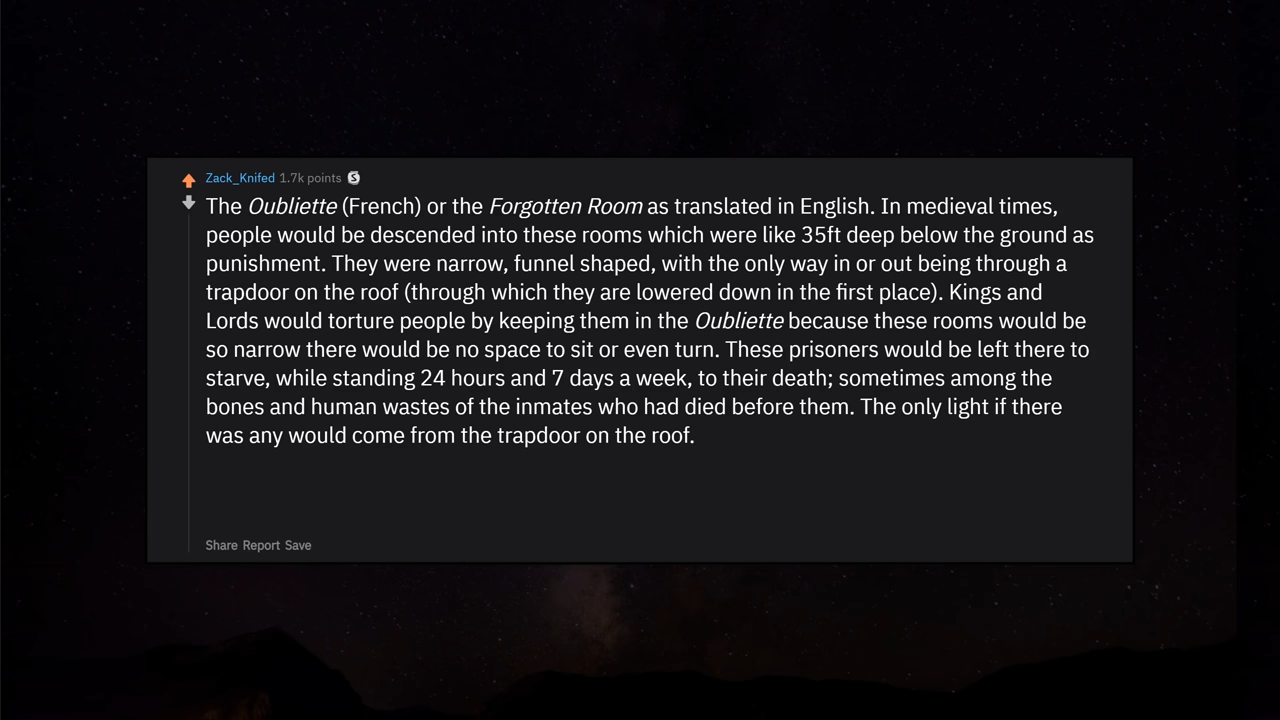 Zack_Knifed 1.7k points S
The Oubliette (French) or the Forgotten Room as translated in English. In medieval times,
people would be descended into these rooms which were like 35ft deep below the ground as
punishment. They were narrow, funnel shaped, with the only way in or out being through a
trapdoor on the roof (through which they are lowered down in the first place). Kings and
Lords would torture people by keeping them in the Oubliette because these rooms would be
so narrow there would be no space to sit or even turn. These prisoners would be left there to
starve, while standing 24 hours and 7 days a week, to their death; sometimes among the
bones and human wastes of the inmates who had died before them. The only light if there
was any would come from the trapdoor on the roof.
Share Report Save